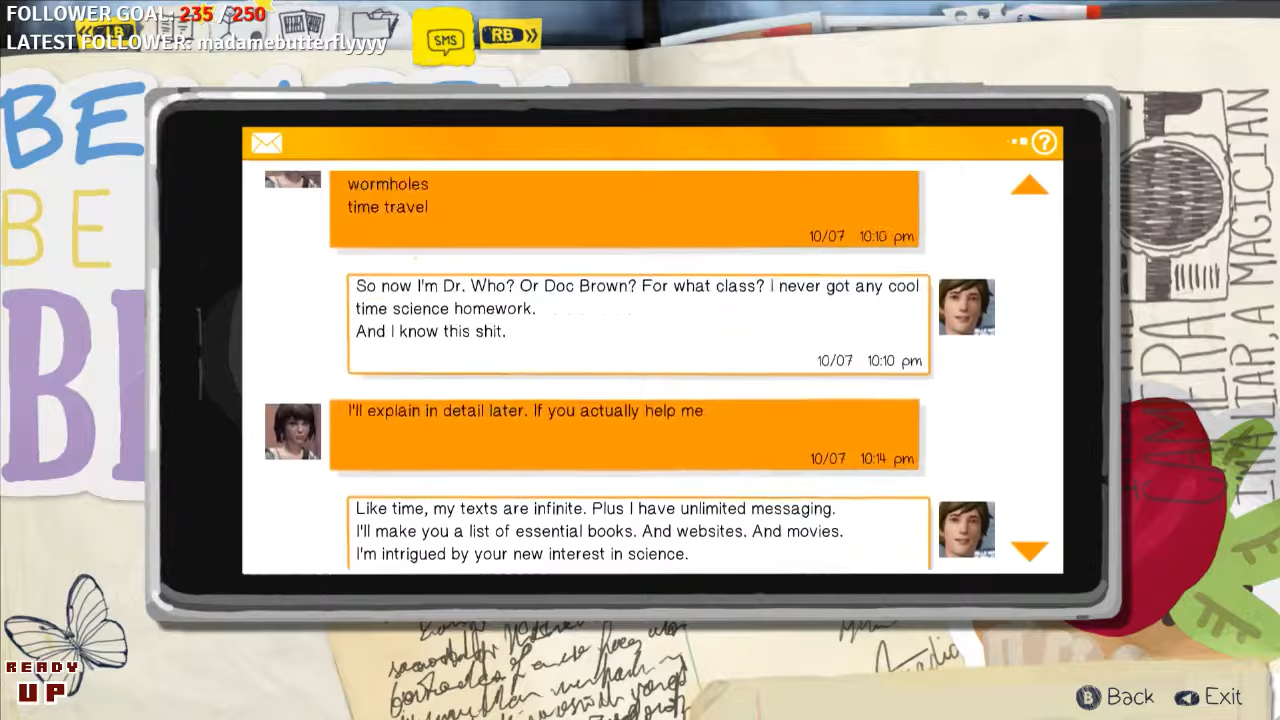 FOLLOWER GOAL: 235 / 250
LATEST FOLLOWER: madamebutterflyyyy
LB
SMS
RB
BE
BE
wormholes
time travel
10/07 10:10 pm
So now I'm Dr. Who? Or Doc Brown? For what class? I never got any cool
time science homework.
And I know this shit.
10/07 10:10 pm
I'll explain in detail later. If you actually help me
10/07 10:14 pm
Like time, my texts are infinite. Plus I have unlimited messaging.
I'll make you a list of essential books. And websites. And movies.
I'm intrigued by your new interest in science.
READY
UP
B Back
Exit